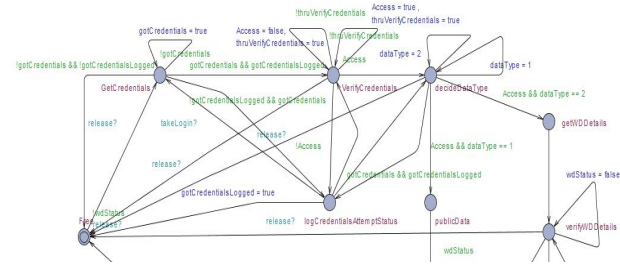 gotCredentials = true
!gotCredentials
!gotCredentials && !gotCredentialsLogged
GetCredentials
gotCredentials && gotCredentialsLogged
Access = false,
thruVerifyCredentials = true
!thruVerifyCredentials
!thruVerifyCredentials
Access = true ,
thruVerifyCredentials = true
Access
VerifyCredentials
dataType = 2
dataType = 1
decideDataType
Access && dataType == 2
getWDDetails
gotCredentialsLogged && gotCredentials
release?
takeLogin?
release?
release?
!Access
Access && dataType == 1
gotCredentials && gotCredentialsLogged
gotCredentialsLogged = true
wdStatus = false
!wdStatus
release?
release?
logCredentialsAttemptStatus
publicData
verifyWDDetails
wdStatus